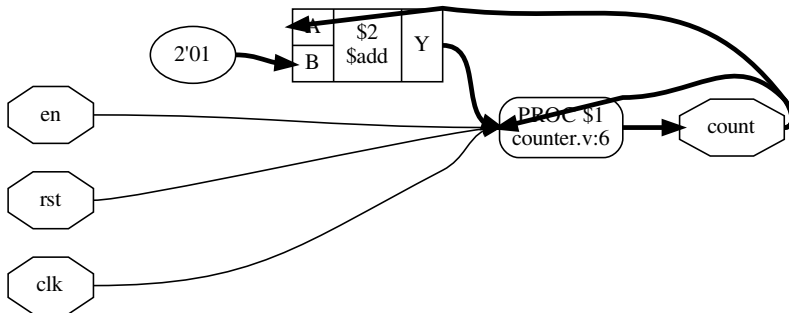 2'01
A
B
$2
$add
Y
en
rst
clk
PROC $1
counter.v:6
count